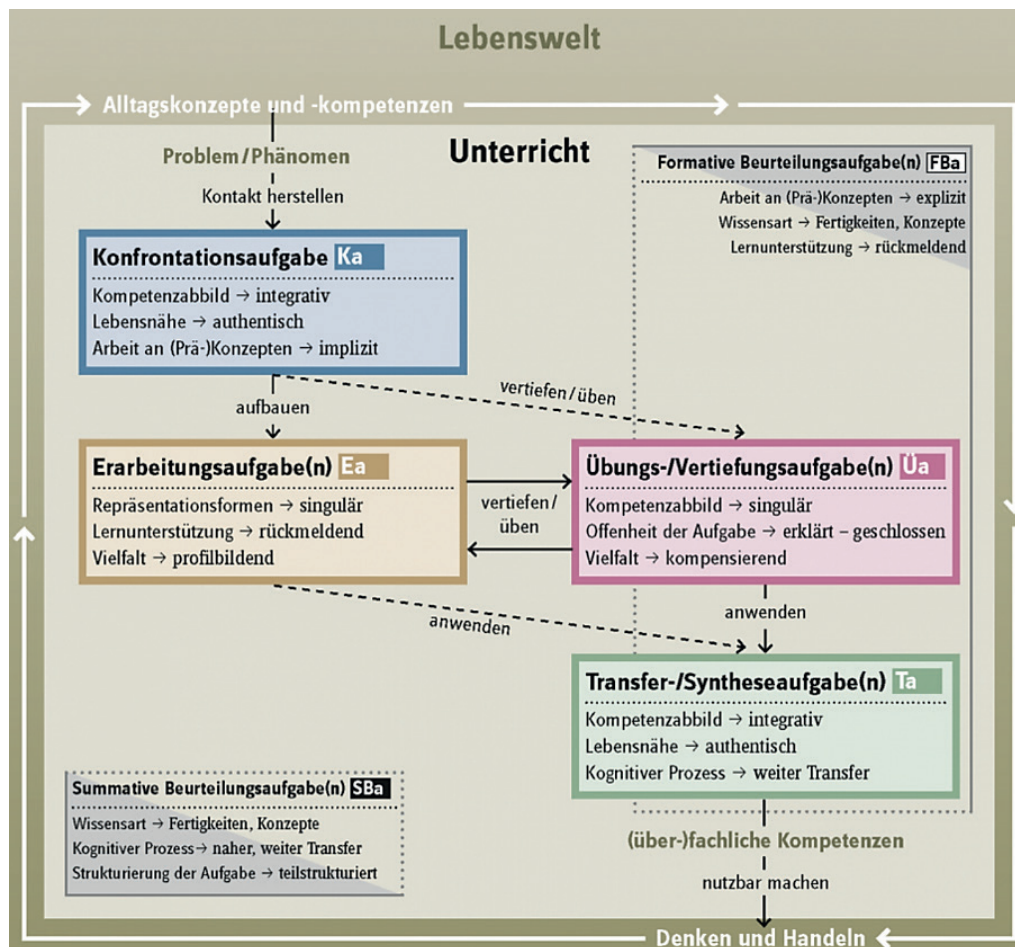 Lebenswelt
Alltagskonzepte und -kompetenzen
Problem/Phänomen
Kontakt herstellen
Unterricht
Formative Beurteilungsaufgabe(n) FBa
Arbeit an (Prä-)Konzepten → explizit
Wissensart → Fertigkeiten, Konzepte
Lernunterstützung → rückmeldend
Konfrontationsaufgabe Ka
Kompetenzabbild → integrativ
Lebensnähe → authentisch
Arbeit an (Prä-)Konzepten → implizit
aufbauen
vertiefen/üben
Erarbeitungsaufgabe(n) Ea
Repräsentationsformen → singulär
Lernunterstützung → rückmeldend
Vielfalt → profilbildend
vertiefen/
üben
Übungs-/Vertiefungsaufgabe(n) Üa
Kompetenzabbild → singulär
Offenheit der Aufgabe → erklärt – geschlossen
Vielfalt → kompensierend
anwenden
anwenden
Transfer-/Syntheseaufgabe(n) Ta
Kompetenzabbild → integrativ
Lebensnähe → authentisch
Kognitiver Prozess → weiter Transfer
Summative Beurteilungsaufgabe(n) SBa
Wissensart → Fertigkeiten, Konzepte
Kognitiver Prozess → naher, weiter Transfer
Strukturierung der Aufgabe → teilstrukturiert
(über-)fachliche Kompetenzen
nutzbar machen
Denken und Handeln